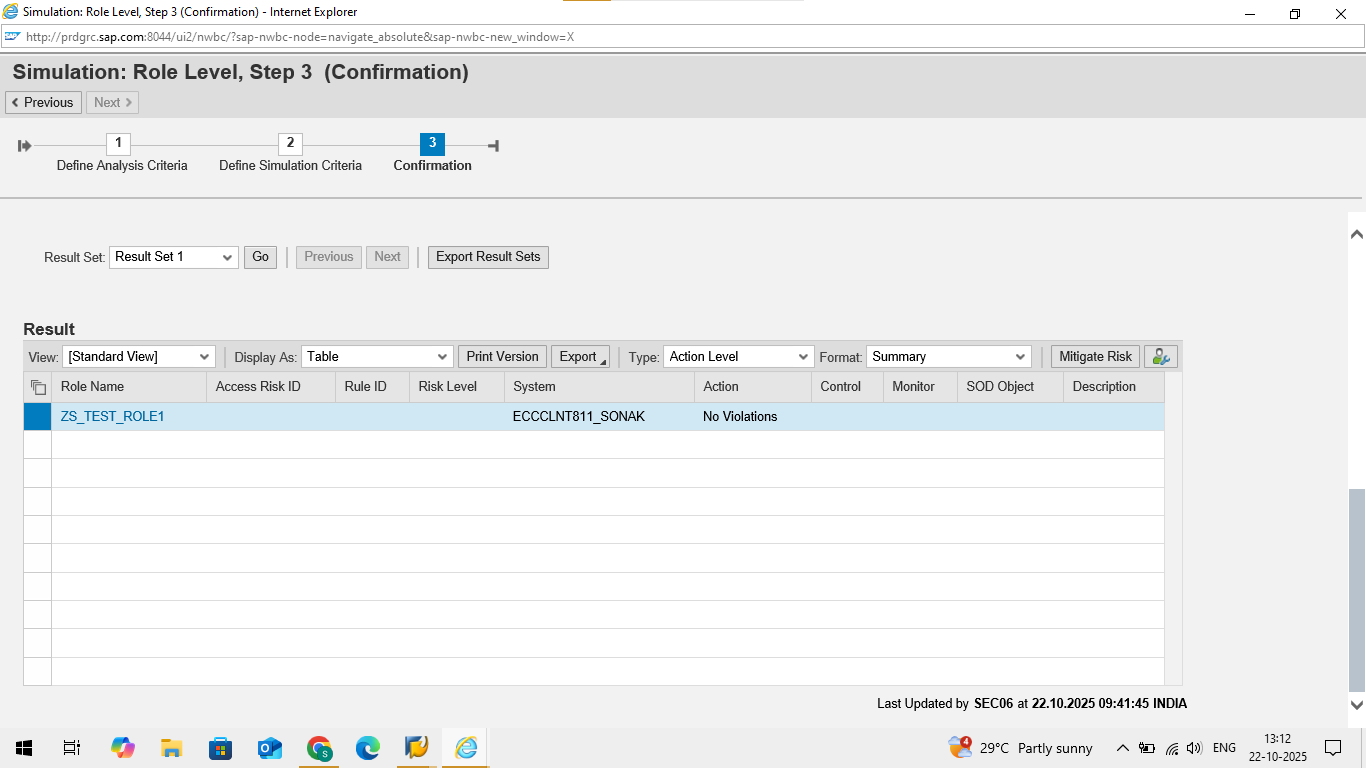 Simulation: Role Level, Step 3 (Confirmation) - Internet Explorer
SAP http://prdgrc.sap.com:8044/ui2/nwbc/?sap-nwbc-node=navigate_absolute&sap-nwbc-new_window=X
Simulation: Role Level, Step 3 (Confirmation)
Previous Next
1 2 3
Define Analysis Criteria Define Simulation Criteria Confirmation
Result Set: Result Set 1 Go Previous Next Export Result Sets
Result
View: [Standard View] Display As: Table Print Version Export Type: Action Level Format: Summary Mitigate Risk
Role Name Access Risk ID Rule ID Risk Level System Action Control Monitor SOD Object Description
ZS_TEST_ROLE1 ECCCLNT811_SONAK No Violations
Last Updated by SEC06 at 22.10.2025 09:41:45 INDIA
4 29°C Partly sunny ENG 13:12
22-10-2025